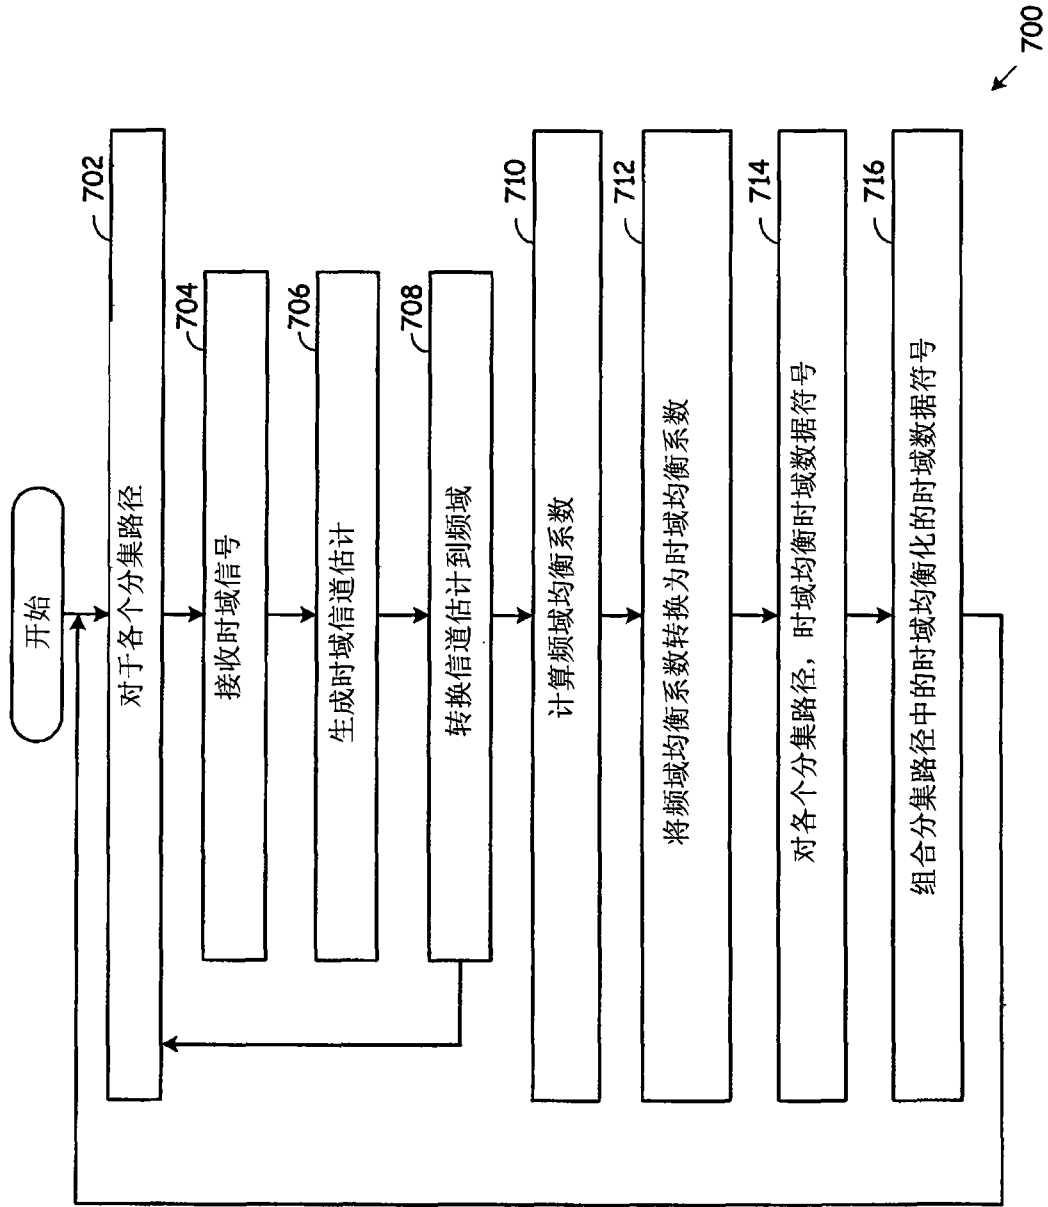 开始
对于各个分集路径
702
接收时域信号
704
生成时域信道估计
706
转换信道估计到频域
708
计算频域均衡系数
710
将频域均衡系数转换为时域均衡系数
712
对各个分集路径，时域均衡时域数据符号
714
组合分集路径中的时域均衡化的时域数据符号
716
700